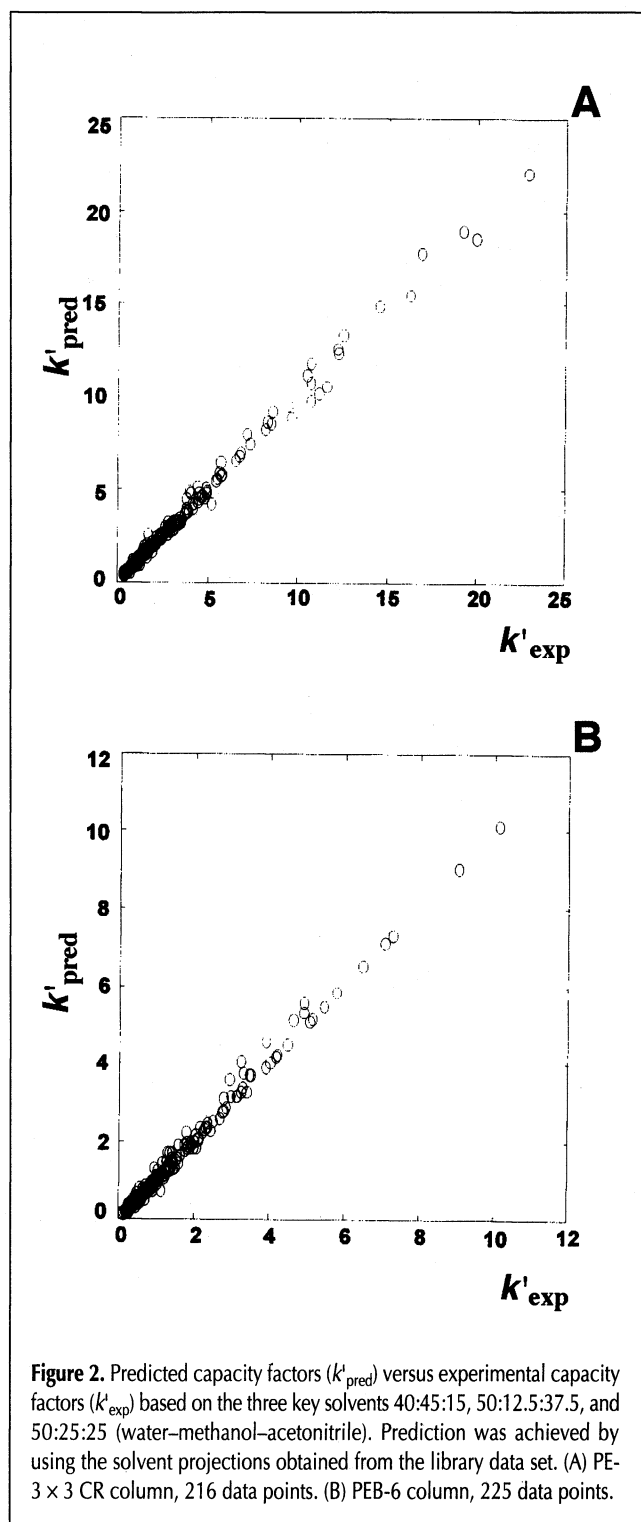 A
25
20
15
10
5
0
k'pred
0 5 10 15 20 25
k'exp
B
12
10
8
6
4
2
0
k'pred
0 2 4 6 8 10 12
k'exp
Figure 2. Predicted capacity factors (k'pred) versus experimental capacity
factors (k'exp) based on the three key solvents 40:45:15, 50:12.5:37.5, and
50:25:25 (water–methanol–acetonitrile). Prediction was achieved by
using the solvent projections obtained from the library data set. (A) PE-
3 × 3 CR column, 216 data points. (B) PEB-6 column, 225 data points.